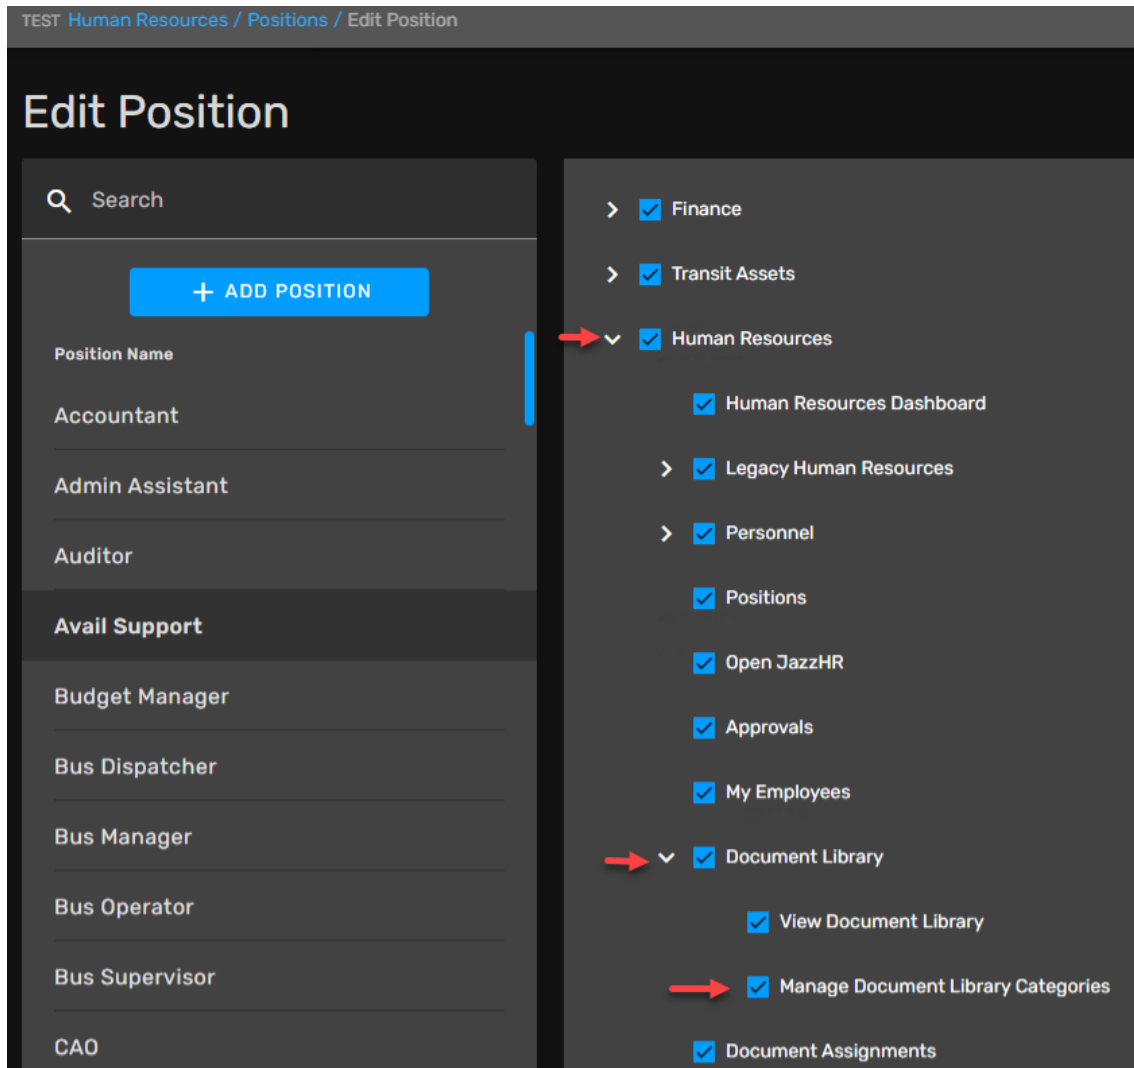 TEST Human Resources / Positions / Edit Position
Edit Position
Search
+ ADD POSITION
Position Name
Accountant
Admin Assistant
Auditor
Avail Support
Budget Manager
Bus Dispatcher
Bus Manager
Bus Operator
Bus Supervisor
CAO
Finance
Transit Assets
Human Resources
Human Resources Dashboard
Legacy Human Resources
Personnel
Positions
Open JazzHR
Approvals
My Employees
Document Library
View Document Library
Manage Document Library Categories
Document Assignments